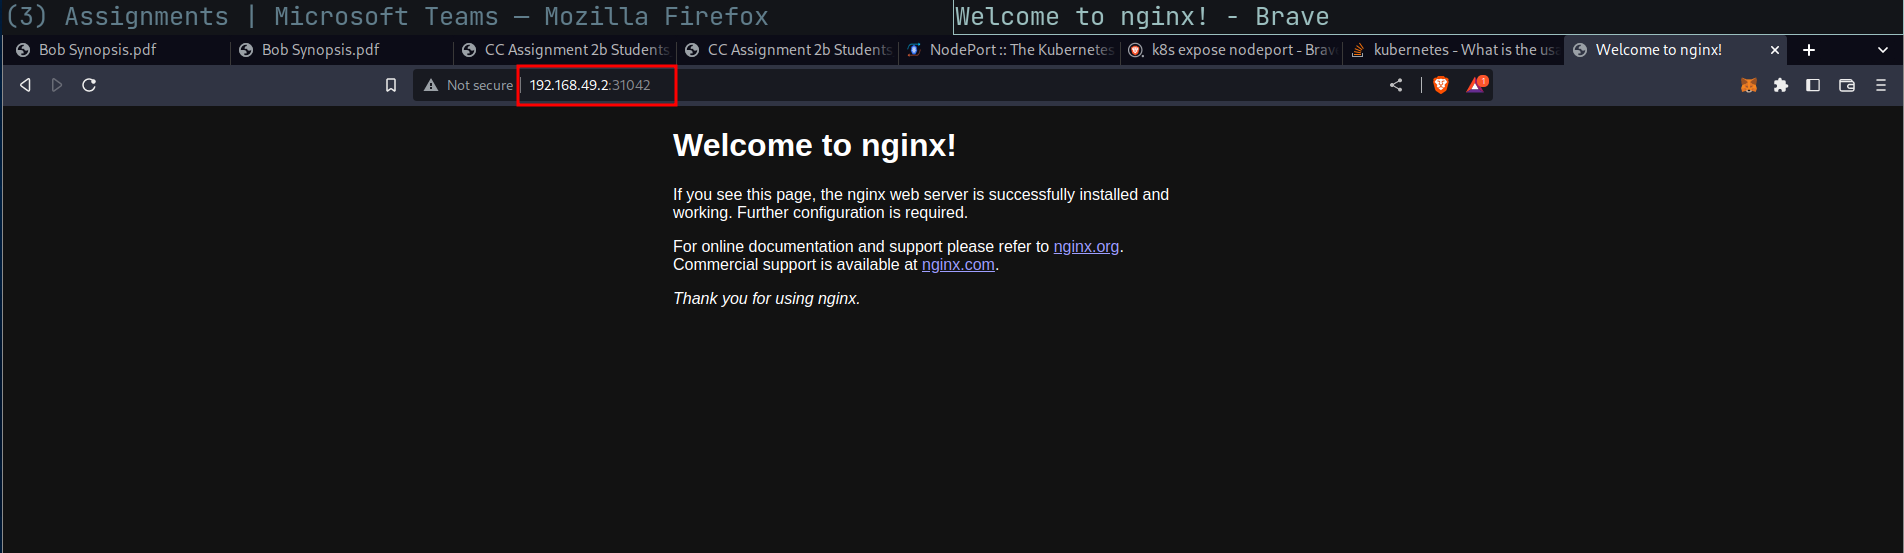 (3) Assignments | Microsoft Teams — Mozilla Firefox
Welcome to nginx! - Brave
Bob Synopsis.pdf
Bob Synopsis.pdf
CC Assignment 2b Students
CC Assignment 2b Students
NodePort :: The Kubernetes
k8s expose nodeport - Brav
kubernetes - What is the usa
Welcome to nginx!
Not secure
192.168.49.2:31042
1
Welcome to nginx!
If you see this page, the nginx web server is successfully installed and
working. Further configuration is required.
For online documentation and support please refer to nginx.org.
Commercial support is available at nginx.com.
Thank you for using nginx.